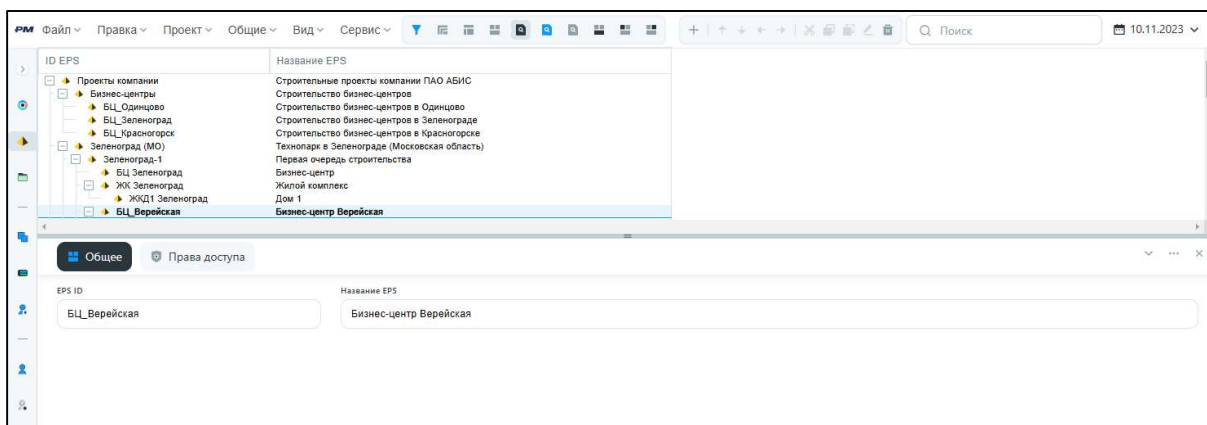 PM Файл Правка Проект Общие Вид Сервис Поиск 10.11.2023
ID EPS Название EPS
Проекты компании Строительные проекты компании ПАО АБИС
Бизнес-центры Строительство бизнес-центров
БЦ_Одинцово Строительство бизнес-центров в Одинцово
БЦ_Зеленоград Строительство бизнес-центров в Зеленограде
БЦ_Красногорск Строительство бизнес-центров в Красногорске
Зеленоград (МО) Технопарк в Зеленограде (Московская область)
Зеленоград-1 Первая очередь строительства
БЦ Зеленоград Бизнес-центр
ЖК Зеленоград Жилой комплекс
ЖКД1 Зеленоград Дом 1
БЦ_Верейская Бизнес-центр Верейская
Общее Права доступа
EPS ID Название EPS
БЦ_Верейская Бизнес-центр Верейская